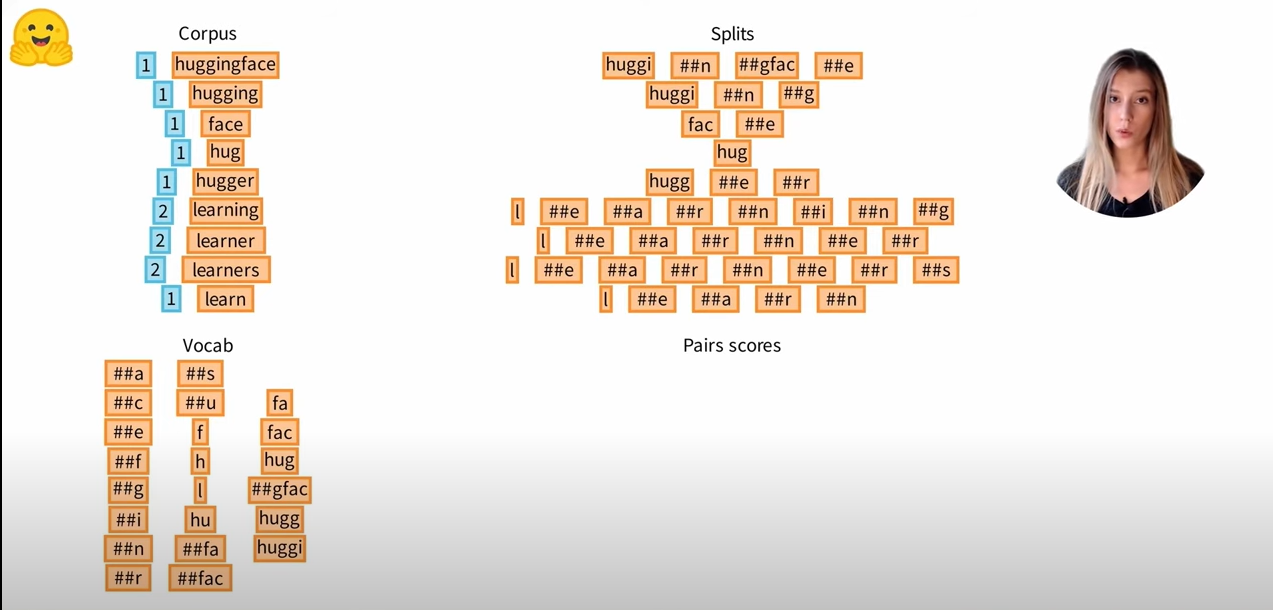 Corpus
1 huggingface
1 hugging
1 face
1 hug
1 hugger
2 learning
2 learner
2 learners
1 learn
Splits
huggi ##n ##gfac ##e
huggi ##n ##g
fac ##e
hug
hugg ##e ##r
l ##e ##a ##r ##n ##i ##n ##g
l ##e ##a ##r ##n ##e ##r
l ##e ##a ##r ##n ##e ##r ##s
l ##e ##a ##r ##n
Vocab
##a ##s
##c ##u fa
##e f fac
##f h hug
##g l ##gfac
##i hu hugg
##n ##fa huggi
##r ##fac
Pairs scores